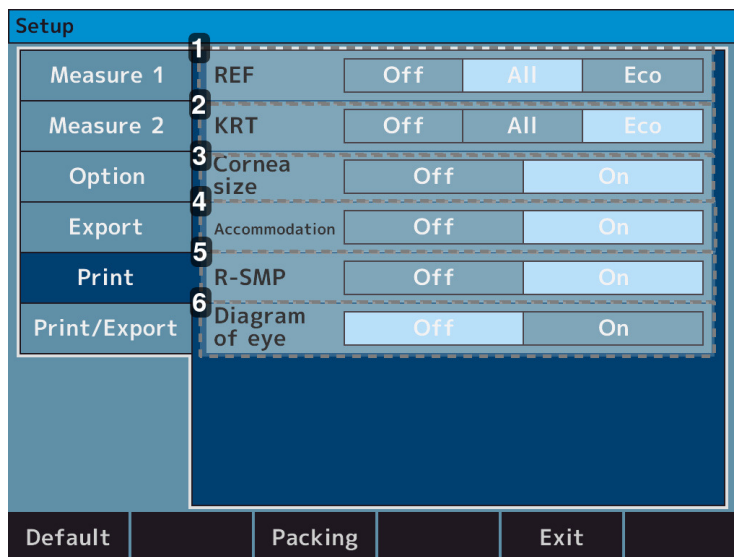 Setup
Measure 1
1 REF Off All Eco
Measure 2
2 KRT Off All Eco
Option
3 Cornea
size Off On
Export
4 Accommodation Off On
Print
5 R-SMP Off On
Print/Export
6 Diagram
of eye Off On
Default Packing Exit